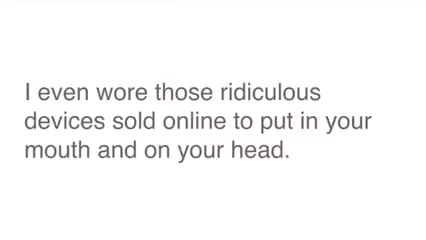 I even wore those ridiculous
devices sold online to put in your
mouth and on your head.